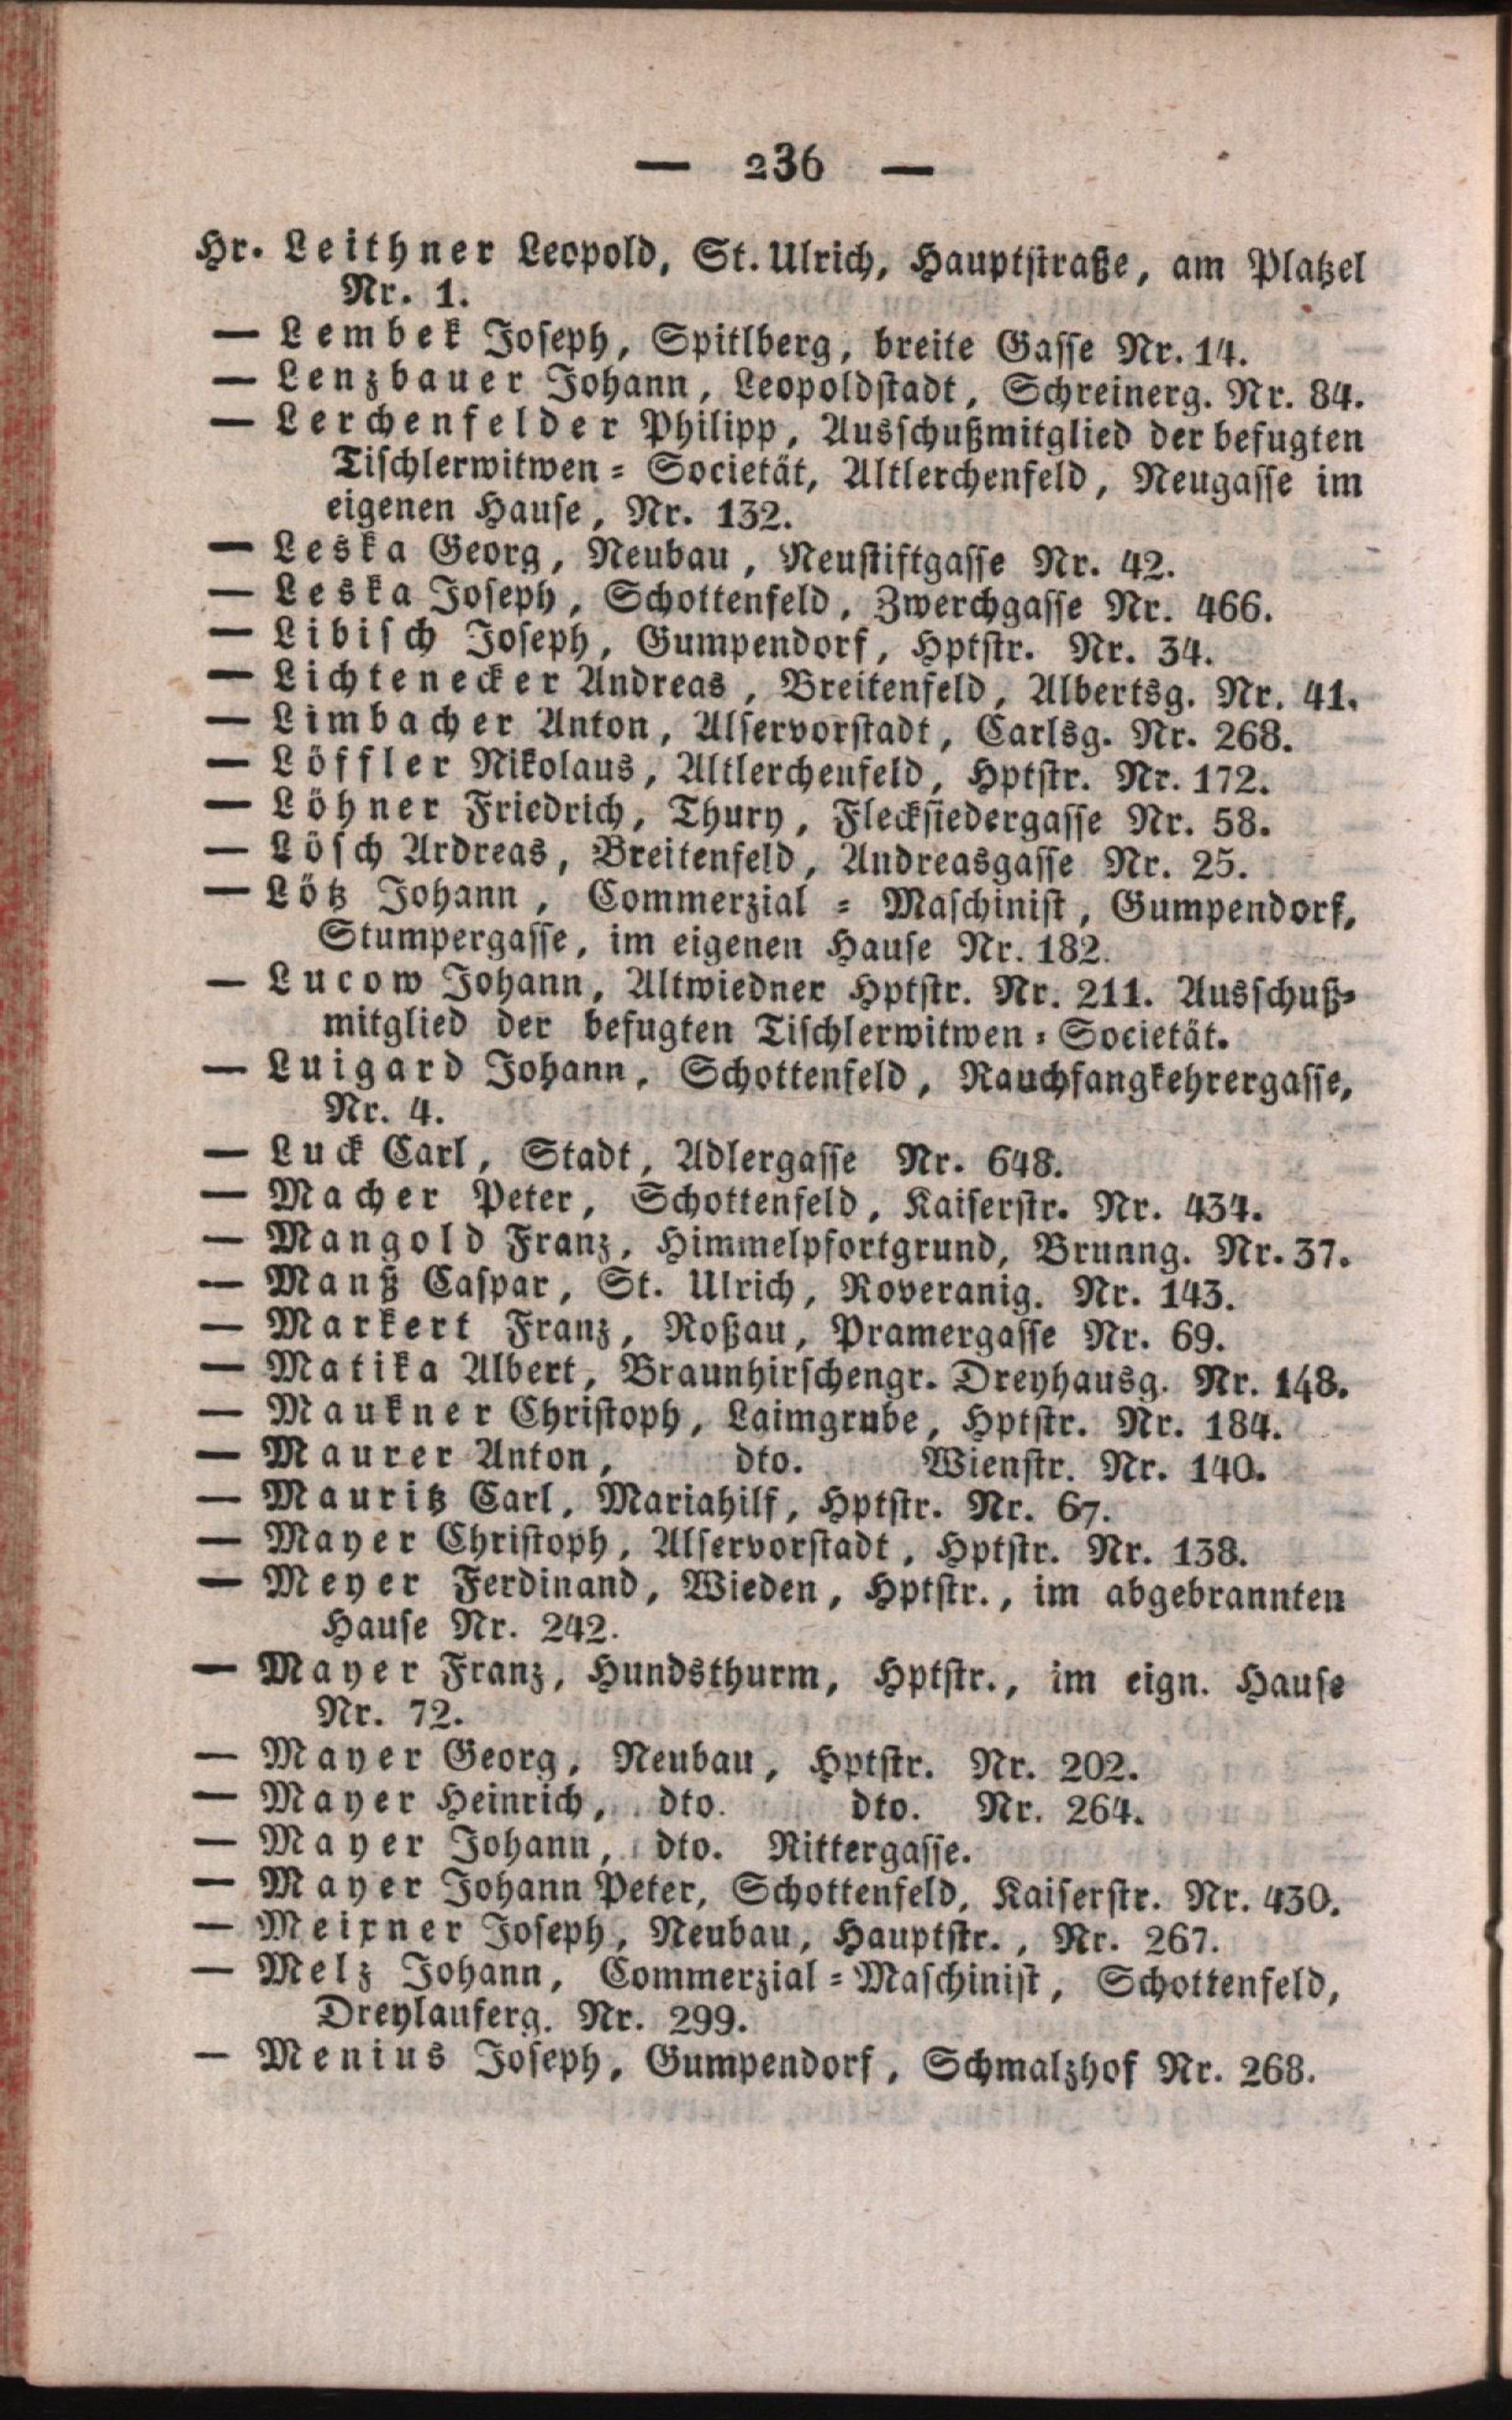 — 236 —
Hr. Leithner Leopold, St. Ulrich, Hauptstraße, am Platzel
Nr. 1.
— Lembek Joseph, Spitlberg, breite Gasse Nr. 14.
— Lenzbauer Johann, Leopoldstadt, Schreinerg. Nr. 84.
— Lerchenfelder Philipp, Ausschußmitglied der befugten
Tischlerwitwen = Societät, Altlerchenfeld, Neugasse im
eigenen Hause, Nr. 132.
— Leska Georg, Neubau, Neustiftgasse Nr. 42.
— Leska Joseph, Schottenfeld, Zwerchgasse Nr. 466.
— Libisch Joseph, Gumpendorf, Hptstr. Nr. 34.
— Lichtenecker Andreas, Breitenfeld, Albertsg. Nr. 41.
— Limbacher Anton, Alservorstadt, Carlsg. Nr. 268.
— Löffler Nikolaus, Altlerchenfeld, Hptstr. Nr. 172.
— Löhner Friedrich, Thury, Flecksiedergasse Nr. 58.
— Lösch Ardreas, Breitenfeld, Andreasgasse Nr. 25.
— Lötz Johann, Commerzial = Maschinist, Gumpendorf,
Stumpergasse, im eigenen Hause Nr. 182.
— Lucow Johann, Altwiedner Hptstr. Nr. 211. Ausschuß=
mitglied der befugten Tischlerwitwen = Societät.
— Luigard Johann, Schottenfeld, Rauchfangkehrergasse,
Nr. 4.
— Luck Carl, Stadt, Adlergasse Nr. 648.
— Macher Peter, Schottenfeld, Kaiserstr. Nr. 434.
— Mangold Franz, Himmelpfortgrund, Brunng. Nr. 37.
— Manß Caspar, St. Ulrich, Roveranig. Nr. 143.
— Markert Franz, Roßau, Pramergasse Nr. 69.
— Matika Albert, Braunhirschengr. Dreyhausg. Nr. 148.
— Maukner Christoph, Laimgrube, Hptstr. Nr. 184.
— Maurer Anton, dto. Wienstr. Nr. 140.
— Mauritz Carl, Mariahilf, Hptstr. Nr. 67.
— Mayer Christoph, Alservorstadt, Hptstr. Nr. 138.
— Meyer Ferdinand, Wieden, Hptstr., im abgebrannten
Hause Nr. 242.
— Mayer Franz, Hundsthurm, Hptstr., im eign. Hause
Nr. 72.
— Mayer Georg, Neubau, Hptstr. Nr. 202.
— Mayer Heinrich, dto. dto. Nr. 264.
— Mayer Johann, dto. Rittergasse.
— Mayer Johann Peter, Schottenfeld, Kaiserstr. Nr. 430.
— Meixner Joseph, Neubau, Hauptstr., Nr. 267.
— Melz Johann, Commerzial = Maschinist, Schottenfeld,
Dreylauferg. Nr. 299.
— Menius Joseph, Gumpendorf, Schmalzhof Nr. 268.